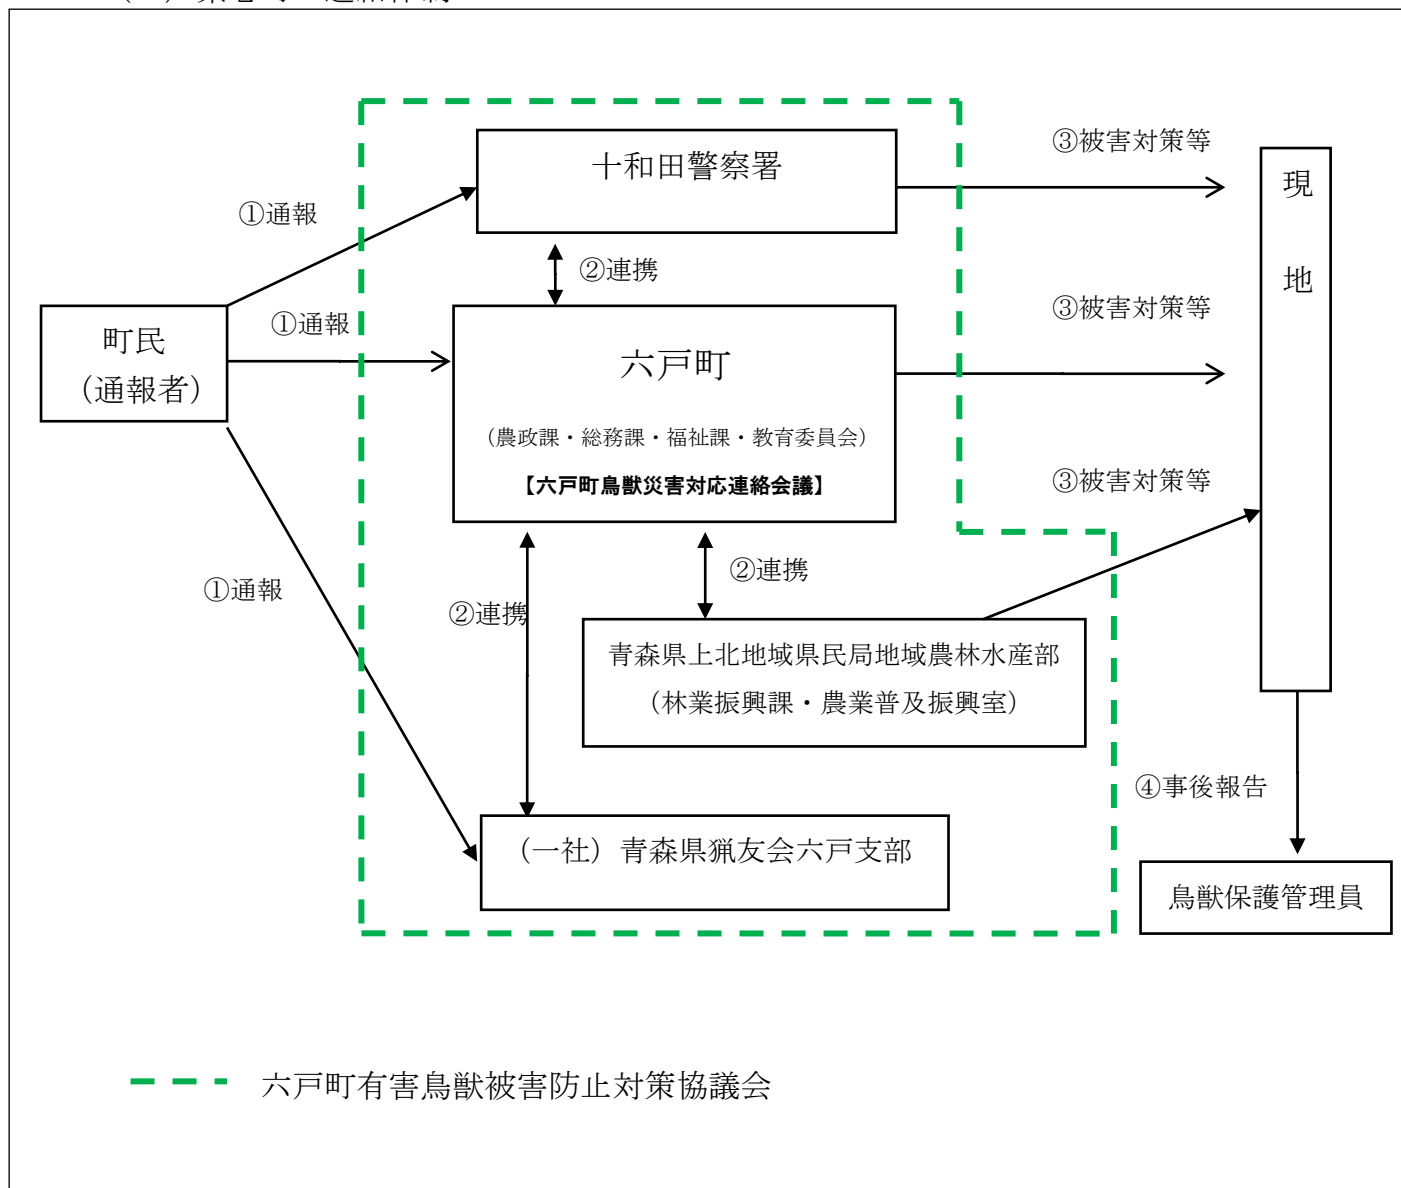 十和田警察署
③被害対策等
現
地
①通報
②連携
町民
（通報者）
①通報
六戸町
（農政課・総務課・福祉課・教育委員会）
【六戸町鳥獣災害対応連絡会議】
③被害対策等
③被害対策等
①通報
②連携
②連携
青森県上北地域県民局地域農林水産部
（林業振興課・農業普及振興室）
④事後報告
（一社）青森県猟友会六戸支部
鳥獣保護管理員
六戸町有害鳥獣被害防止対策協議会